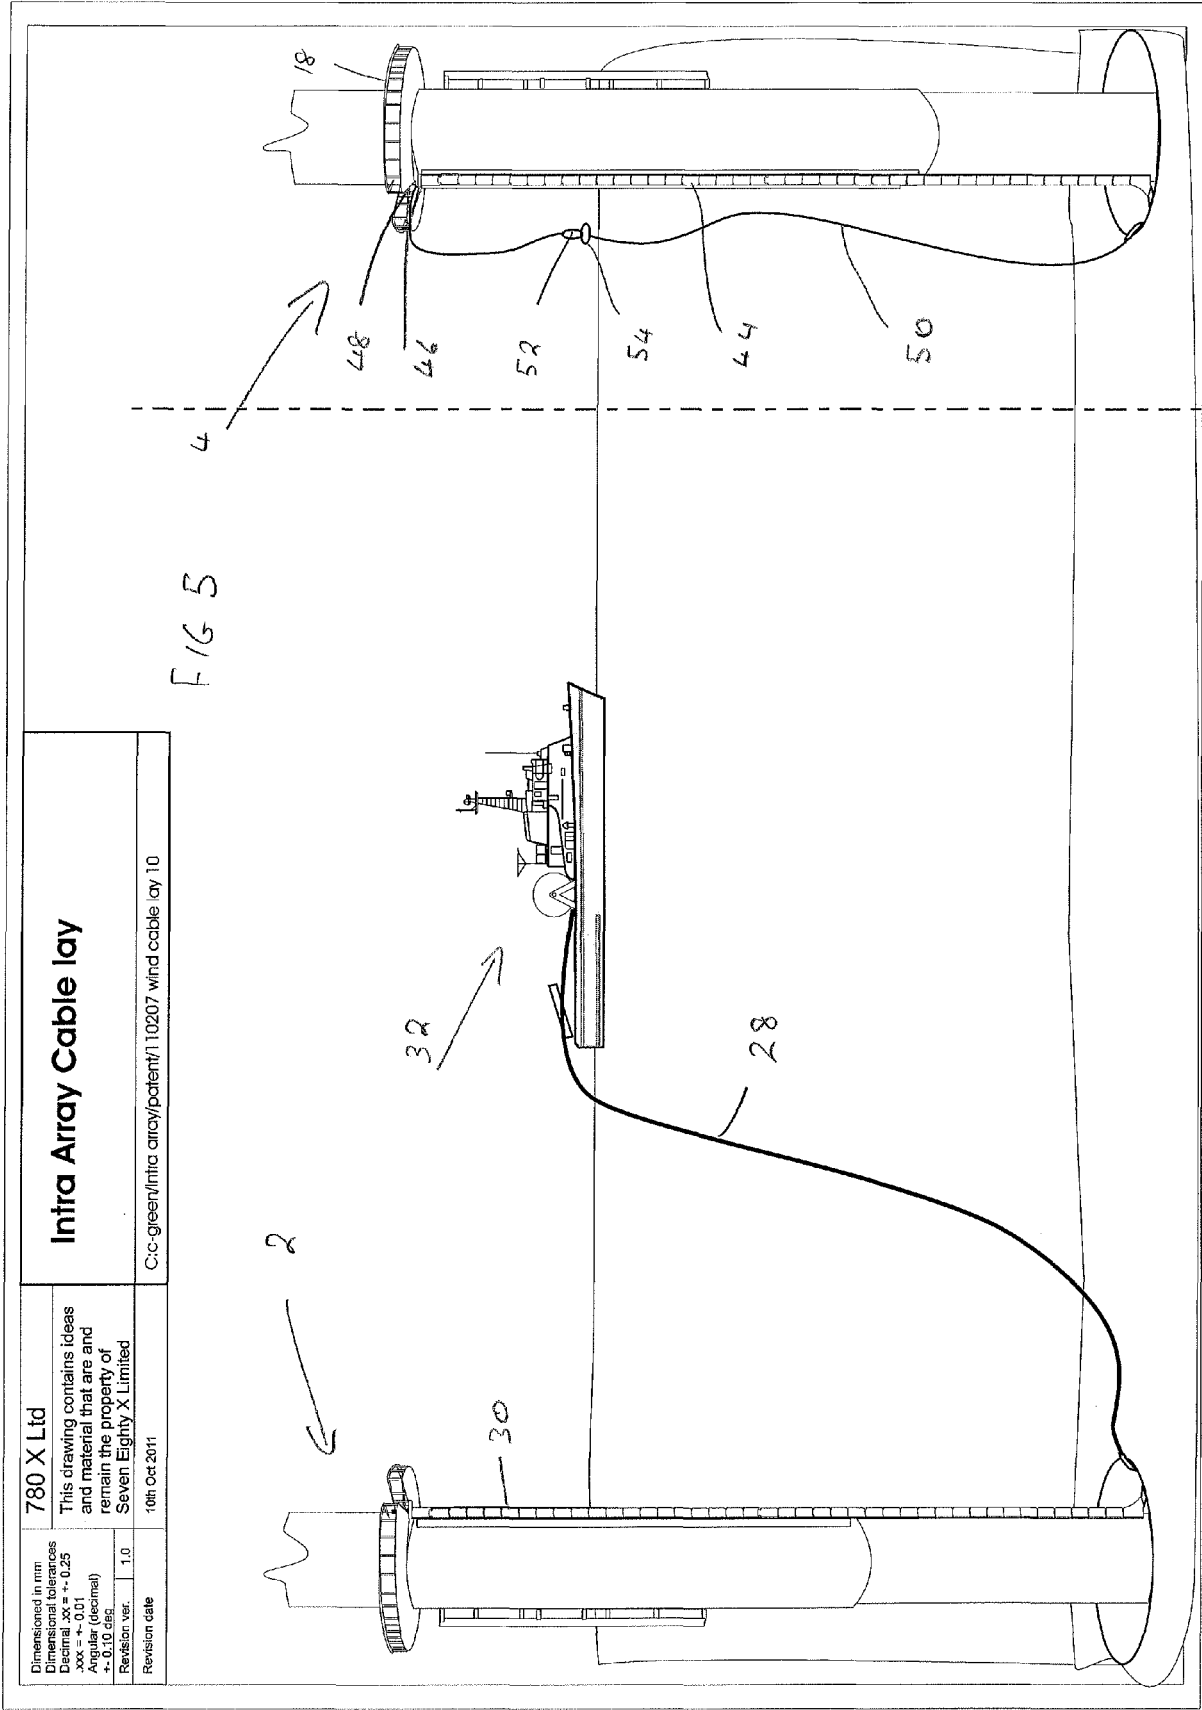 Dimensioned in mm
Dimensional tolerances
Decimal .xx = +- 0.25
.xxx = +- 0.01
Angular (decimal)
+- 0.10 deg
Revision ver.
1.0
Revision date
780 X Ltd
This drawing contains ideas
and material that are and
remain the property of
Seven Eighty X Limited
10th Oct 2011
Intra Array Cable lay
C:c-green/intra array/patent/110207 wind cable lay 10
FIG 5
2
30
32
28
4
18
48
46
52
54
44
50